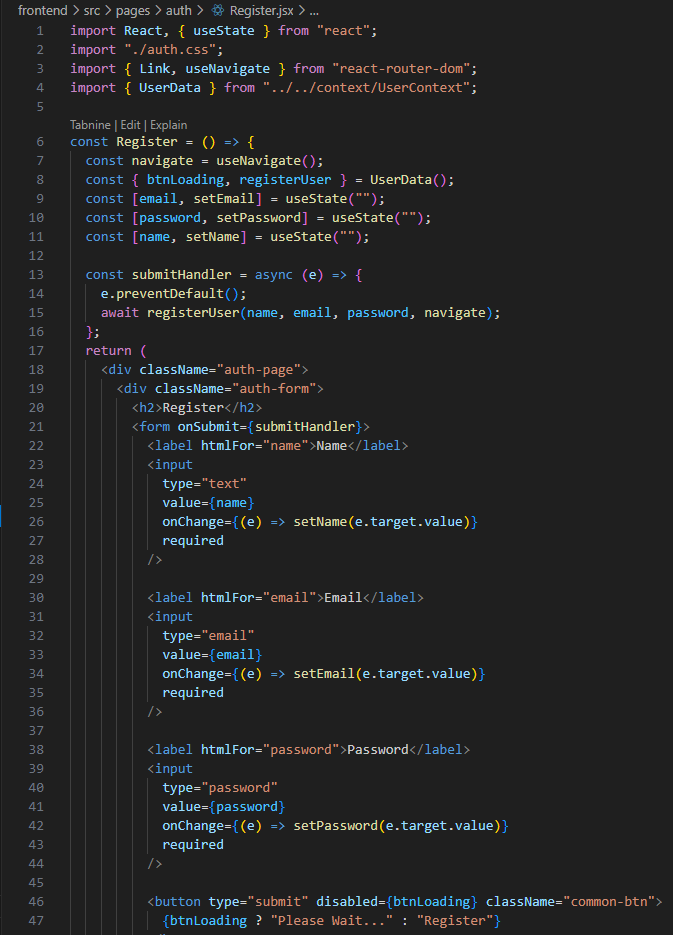 frontend > src > pages > auth > Register.jsx > ...
1 import React, { useState } from "react";
2 import "./auth.css";
3 import { Link, useNavigate } from "react-router-dom";
4 import { UserData } from "../../context/UserContext";
5
Tabnine | Edit | Explain
6 const Register = () => {
7   const navigate = useNavigate();
8   const { btnLoading, registerUser } = UserData();
9   const [email, setEmail] = useState("");
10   const [password, setPassword] = useState("");
11   const [name, setName] = useState("");
12
13   const submitHandler = async (e) => {
14     e.preventDefault();
15     await registerUser(name, email, password, navigate);
16   };
17   return (
18     <div className="auth-page">
19       <div className="auth-form">
20         <h2>Register</h2>
21         <form onSubmit={submitHandler}>
22           <label htmlFor="name">Name</label>
23           <input
24             type="text"
25             value={name}
26             onChange={(e) => setName(e.target.value)}
27             required
28           />
29
30           <label htmlFor="email">Email</label>
31           <input
32             type="email"
33             value={email}
34             onChange={(e) => setEmail(e.target.value)}
35             required
36           />
37
38           <label htmlFor="password">Password</label>
39           <input
40             type="password"
41             value={password}
42             onChange={(e) => setPassword(e.target.value)}
43             required
44           />
45
46           <button type="submit" disabled={btnLoading} className="common-btn">
47             {btnLoading ? "Please Wait..." : "Register"}